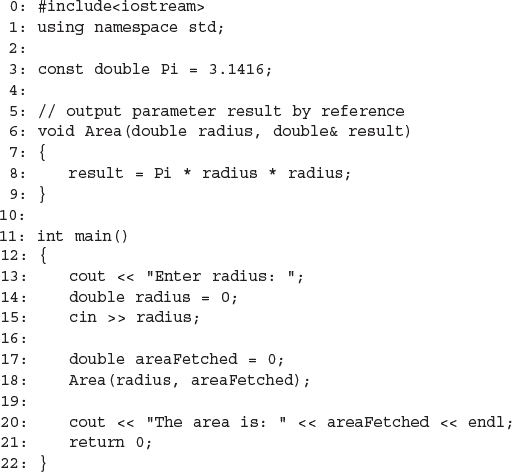 0: #include<iostream>
1: using namespace std;
2:
3: const double Pi = 3.1416;
4:
5: // output parameter result by reference
6: void Area(double radius, double& result)
7: {
8:    result = Pi * radius * radius;
9: }
10:
11: int main()
12: {
13:    cout << "Enter radius: ";
14:    double radius = 0;
15:    cin >> radius;
16:
17:    double areaFetched = 0;
18:    Area(radius, areaFetched);
19:
20:    cout << "The area is: " << areaFetched << endl;
21:    return 0;
22: }